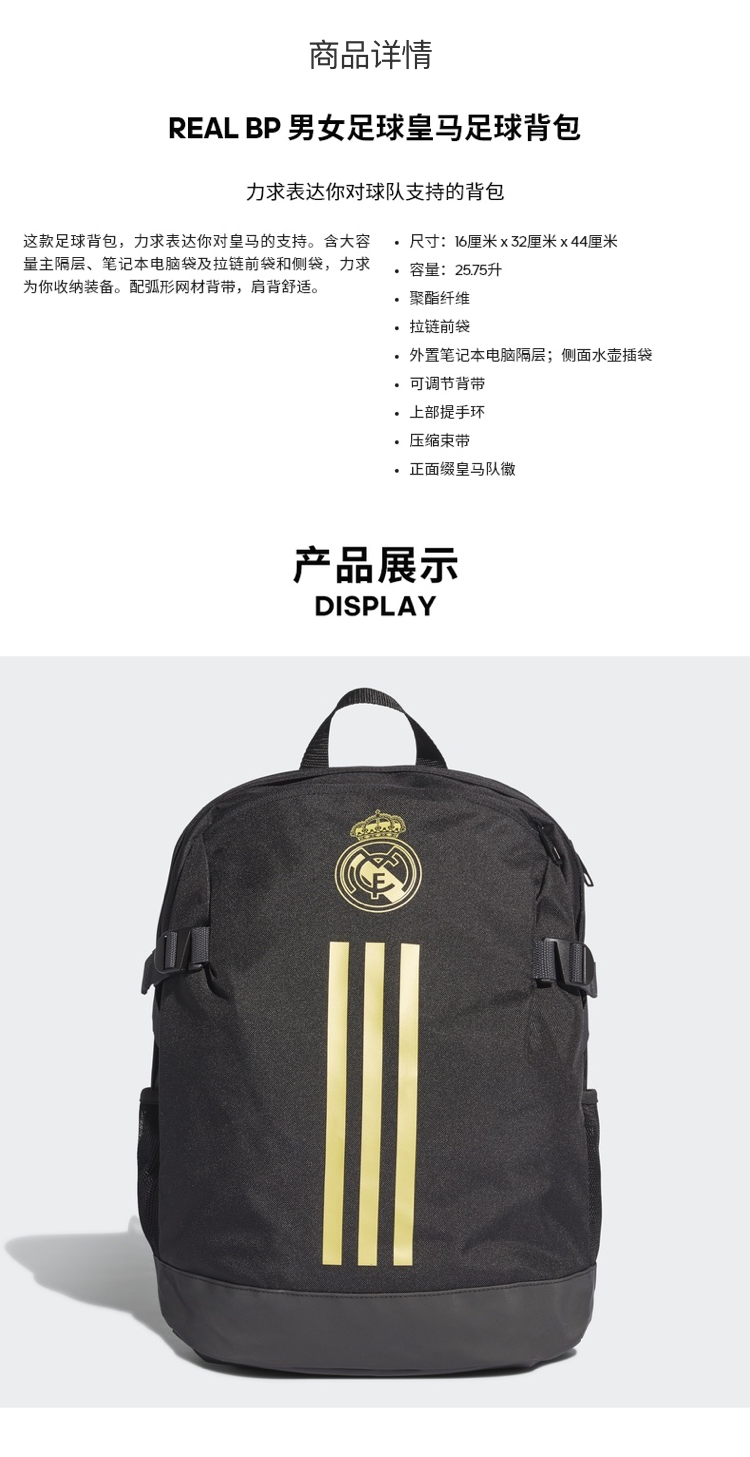 商品详情
REAL BP 男女足球皇马足球背包
力求表达你对球队支持的背包
这款足球背包，力求表达你对皇马的支持。含大容
量主隔层、笔记本电脑袋及拉链前袋和侧袋，力求
为你收纳装备。配弧形网材背带，肩背舒适。
• 尺寸：16厘米 x 32厘米 x 44厘米
• 容量：25.75升
• 聚酯纤维
• 拉链前袋
• 外置笔记本电脑隔层；侧面水壶插袋
• 可调节背带
• 上部提手环
• 压缩束带
• 正面缀皇马队徽
产品展示
DISPLAY